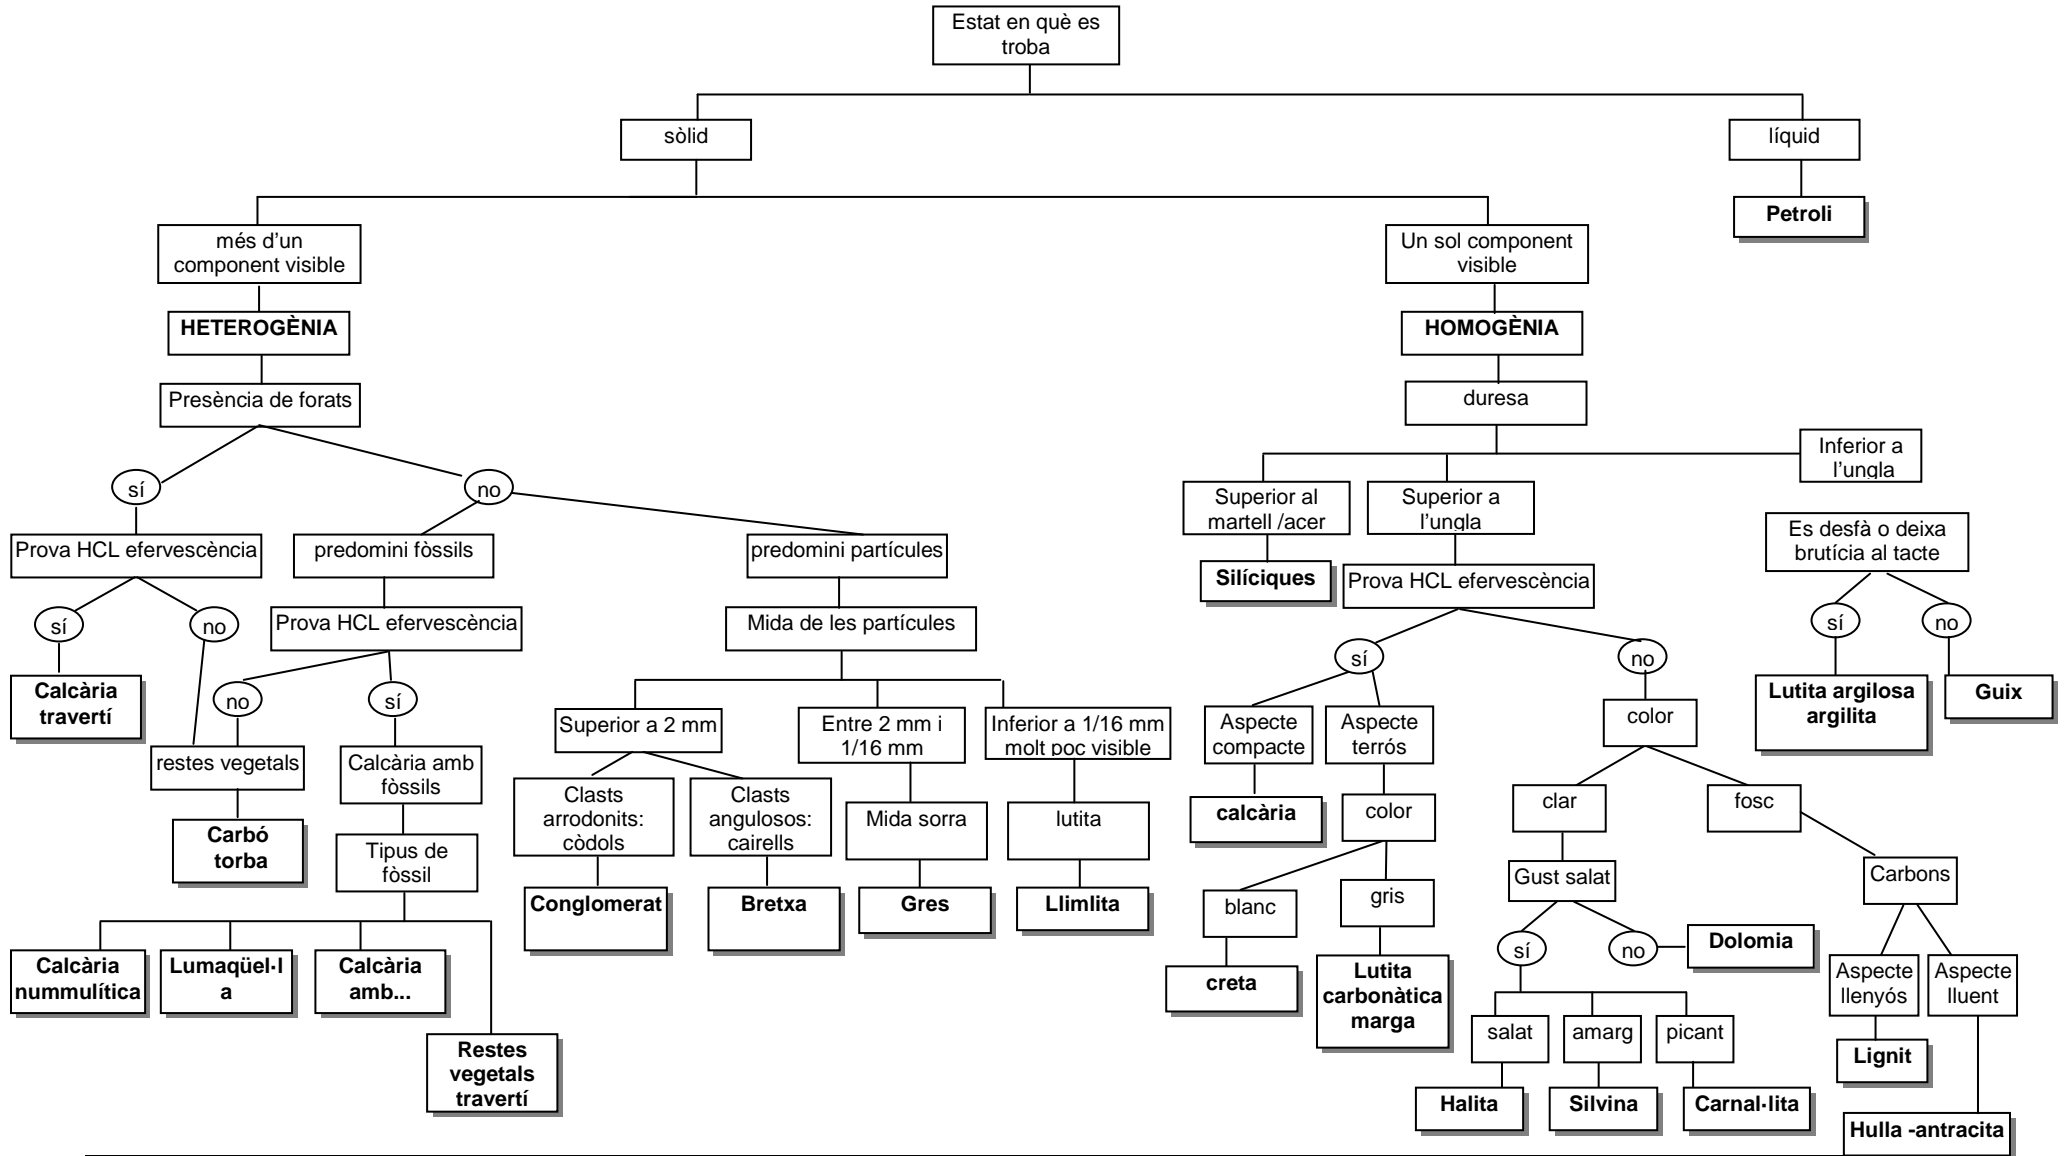 Estat en què es
troba
sòlid
líquid
Petroli
més d’un
component visible
Un sol component
visible
HETEROGÈNIA
HOMOGÈNIA
Presència de forats
duresa
sí
no
Superior al
martell /acer
Superior a
l’ungla
Inferior a
l’ungla
Prova HCL efervescència
predomini fòssils
predomini partícules
Silíciques
Prova HCL efervescència
Es desfà o deixa
brutícia al tacte
sí
no
Prova HCL efervescència
Mida de les partícules
sí
no
sí
no
Calcària
travertí
no
sí
Lutita argilosa
argilita
Guix
restes vegetals
Calcària amb
fòssils
Superior a 2 mm
Entre 2 mm i
1/16 mm
Inferior a 1/16 mm
molt poc visible
Aspecte
compacte
Aspecte
terrós
color
Carbó
torba
Tipus de
fòssil
Clasts
arrodonits:
còdols
Clasts
angulosos:
cairells
Mida sorra
lutita
calcària
color
clar
fosc
Conglomerat
Bretxa
Gres
Llimlita
blanc
gris
Gust salat
Carbons
Calcària
nummulítica
Lumaqüel·l
a
Calcària
amb...
Restes
vegetals
travertí
creta
Lutita
carbonàtica
marga
sí
no
Dolomia
Aspecte
llenyós
Aspecte
lluent
salat
amarg
picant
Lignit
Halita
Silvina
Carnal·lita
Hulla -antracita